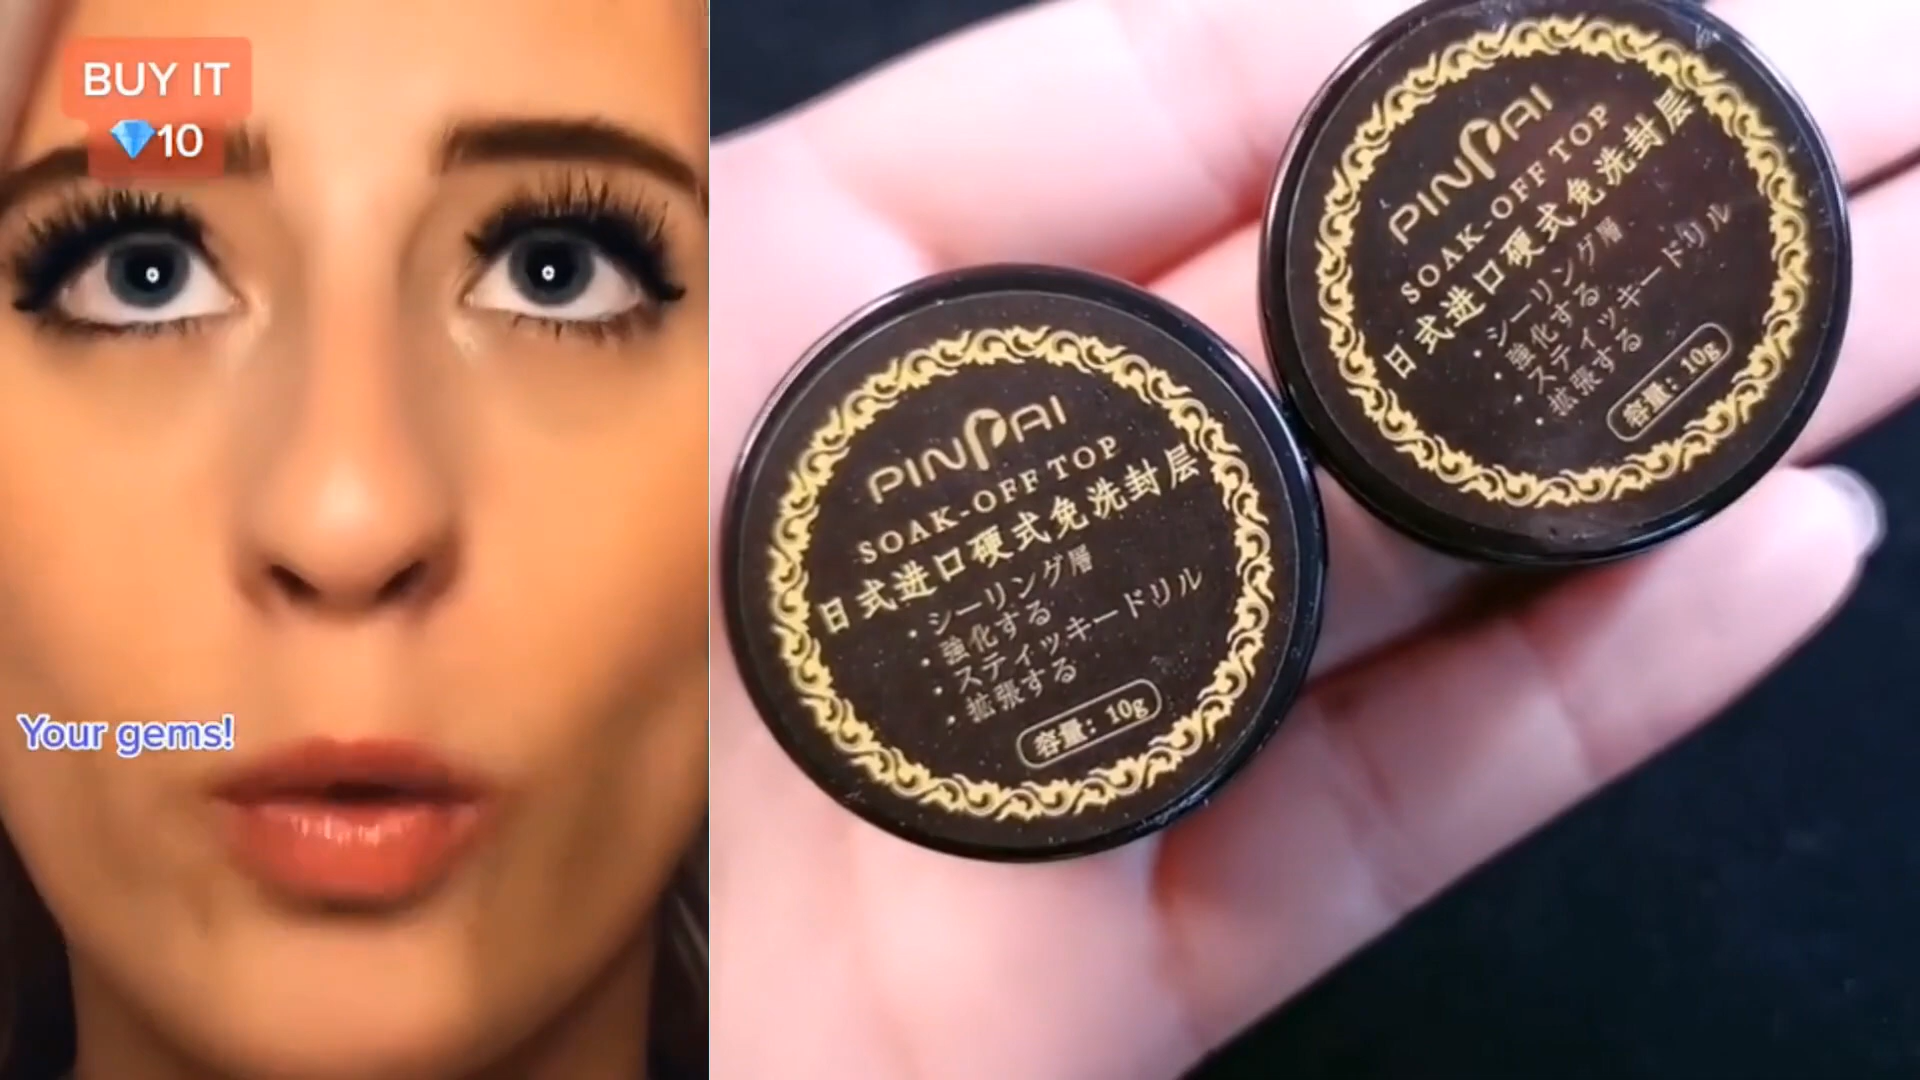 BUY IT
💎10
Your gems!
PINPAI
SOAK-OFF TOP
日式进口硬式免洗封层
・シーリング層
・強化する
・スティッキードリル
・拡張する
容量：10g
PINPAI
SOAK-OFF TOP
日式进口硬式免洗封层
・シーリング層
・強化する
・スティッキードリル
・拡張する
容量：10g